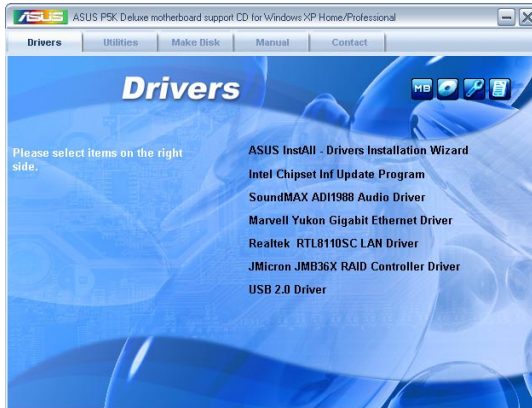 ASUS ASUS P5K Deluxe motherboard support CD for Windows XP Home/Professional
Drivers Utilities Make Disk Manual Contact
Drivers
MB
Please select items on the right
side.
ASUS InstAll - Drivers Installation Wizard
Intel Chipset Inf Update Program
SoundMAX ADI1988 Audio Driver
Marvell Yukon Gigabit Ethernet Driver
Realtek RTL8110SC LAN Driver
JMicron JMB36X RAID Controller Driver
USB 2.0 Driver